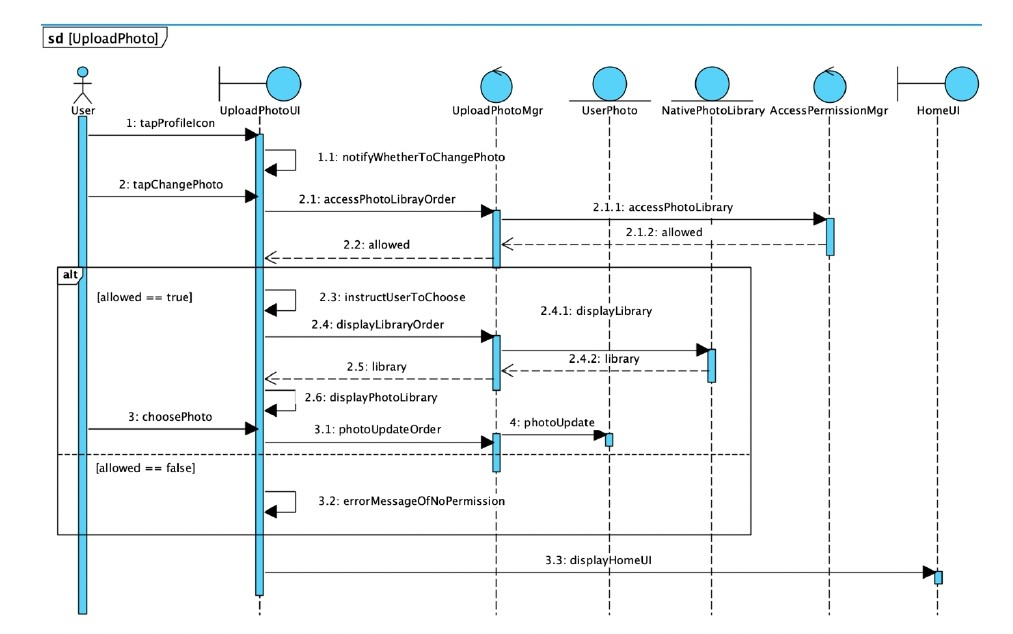 sd [UploadPhoto]
User
UploadPhotoUI
UploadPhotoMgr
UserPhoto
NativePhotoLibrary
AccessPermissionMgr
HomeUI
1: tapProfileIcon
1.1: notifyWhetherToChangePhoto
2: tapChangePhoto
2.1: accessPhotoLibrayOrder
2.1.1: accessPhotoLibrary
2.1.2: allowed
2.2: allowed
alt
[allowed == true]
2.3: instructUserToChoose
2.4: displayLibraryOrder
2.4.1: displayLibrary
2.4.2: library
2.5: library
2.6: displayPhotoLibrary
3: choosePhoto
3.1: photoUpdateOrder
4: photoUpdate
[allowed == false]
3.2: errorMessageOfNoPermission
3.3: displayHomeUI